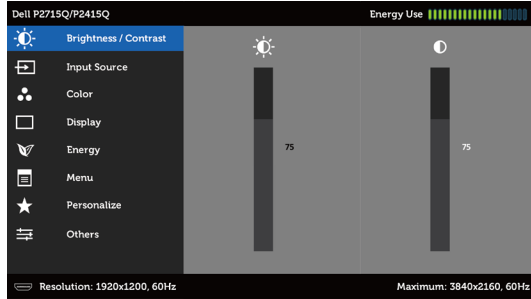 Dell P2715Q/P2415Q
Energy Use
Brightness / Contrast
Input Source
Color
Display
Energy
Menu
Personalize
Others
75
75
Resolution: 1920x1200, 60Hz
Maximum: 3840x2160, 60Hz